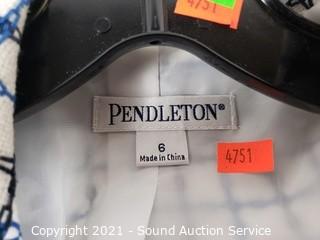 4751
PENDLETON®
6
Made in China
4751
Copyright 2021 - Sound Auction Service